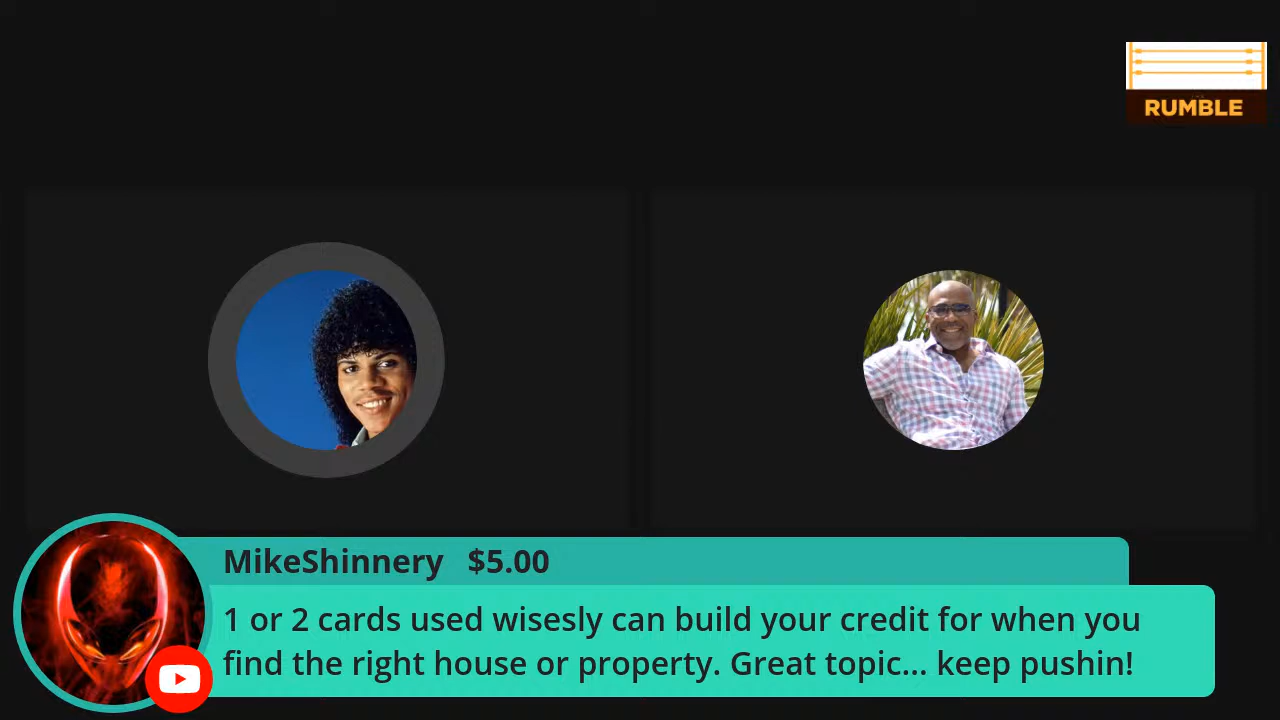 RUMBLE
MikeShinnery $5.00
1 or 2 cards used wisesly can build your credit for when you
find the right house or property. Great topic... keep pushin!